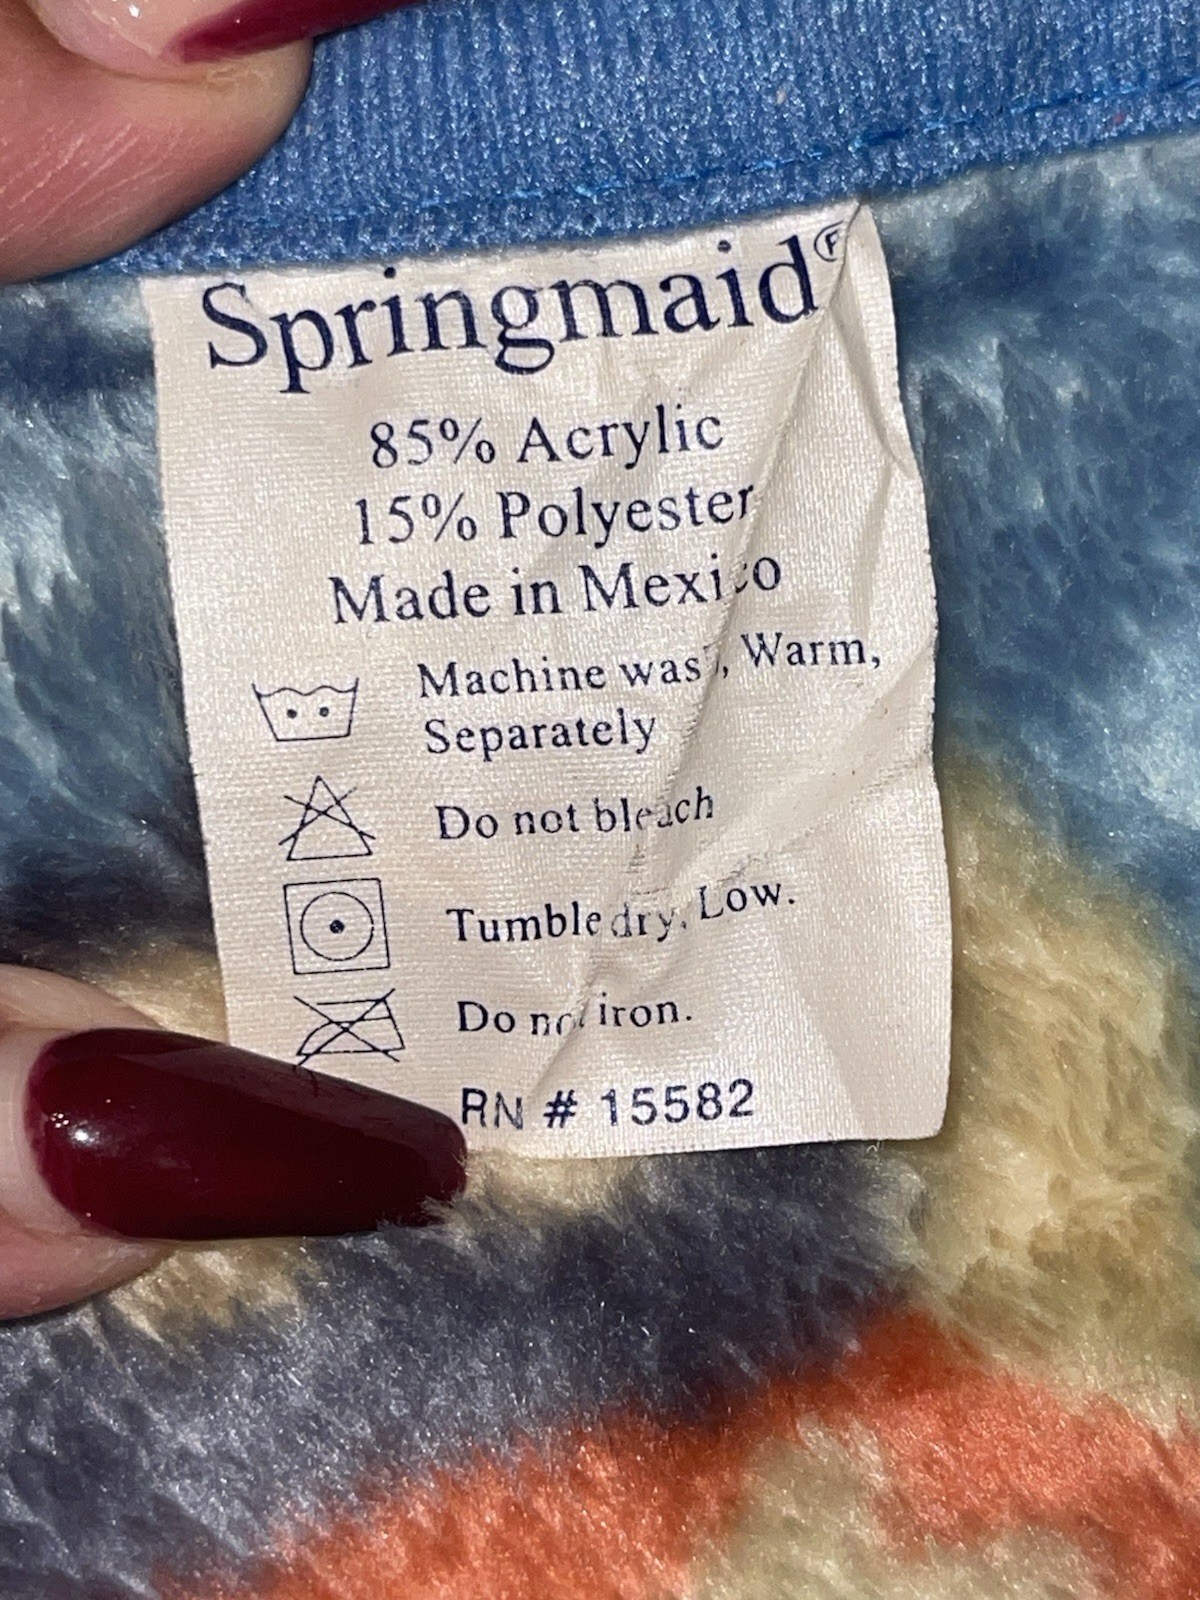 Springmaid®
85% Acrylic
15% Polyester
Made in Mexico
Machine wash, Warm,
Separately
Do not bleach
Tumble dry, Low.
Do not iron.
RN # 15582